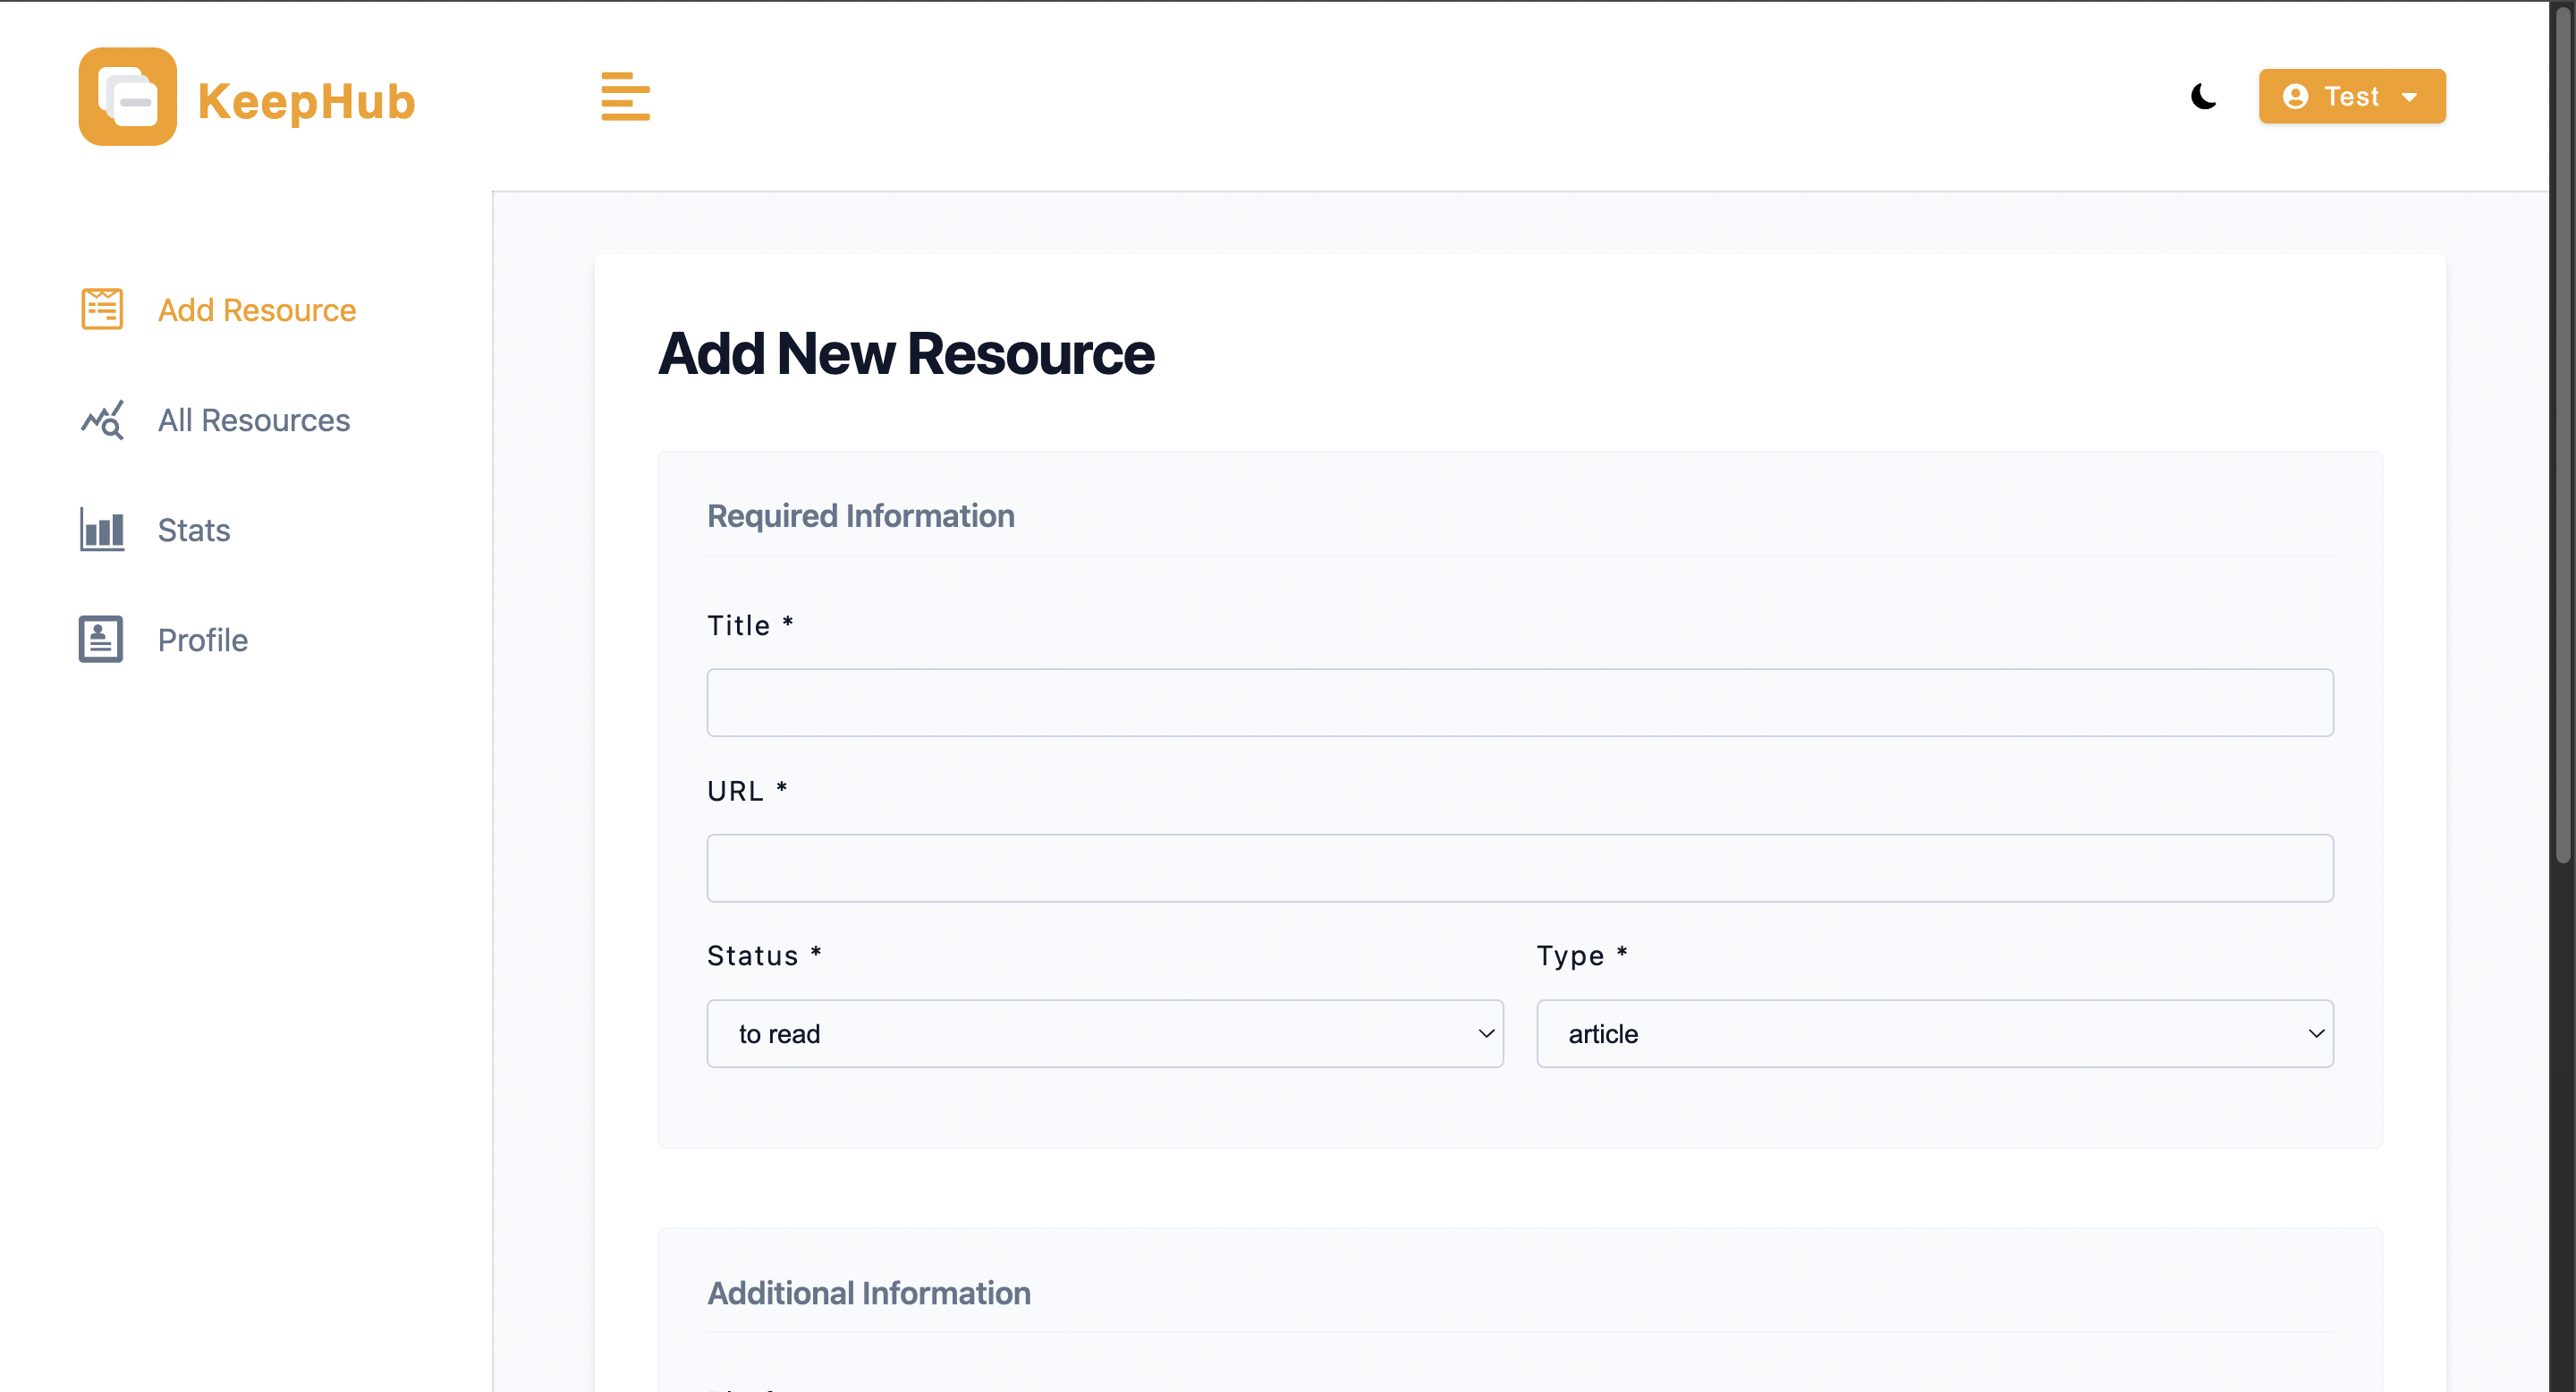 KeepHub
Test
Add Resource
All Resources
Stats
Profile
Add New Resource
Required Information
Title *
URL *
Status *
Type *
to read
article
Additional Information